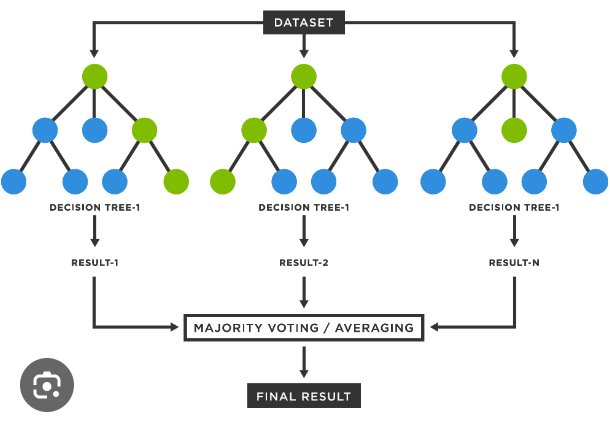 DATASET
DECISION TREE-1
DECISION TREE-1
DECISION TREE-1
RESULT-1
RESULT-2
RESULT-N
MAJORITY VOTING / AVERAGING
FINAL RESULT